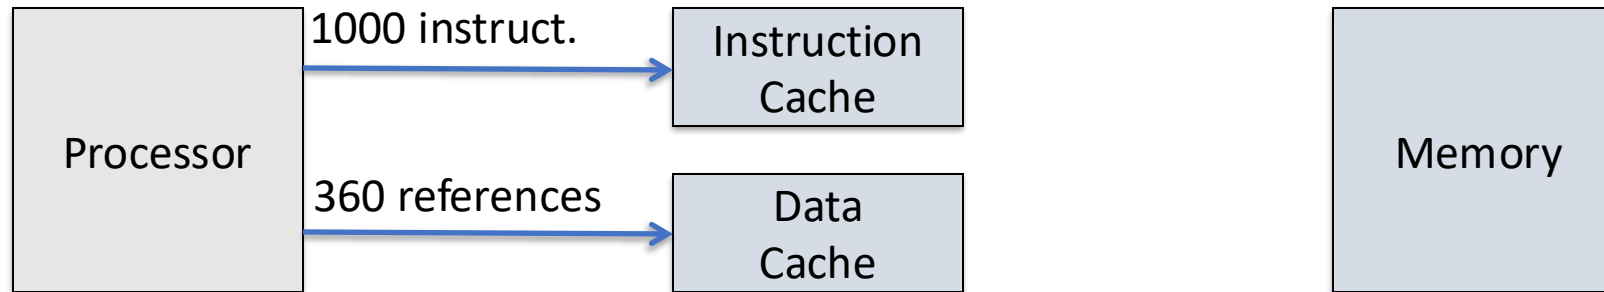 1000 instruct.
Instruction
Cache
Processor
Memory
360 references
Data
Cache